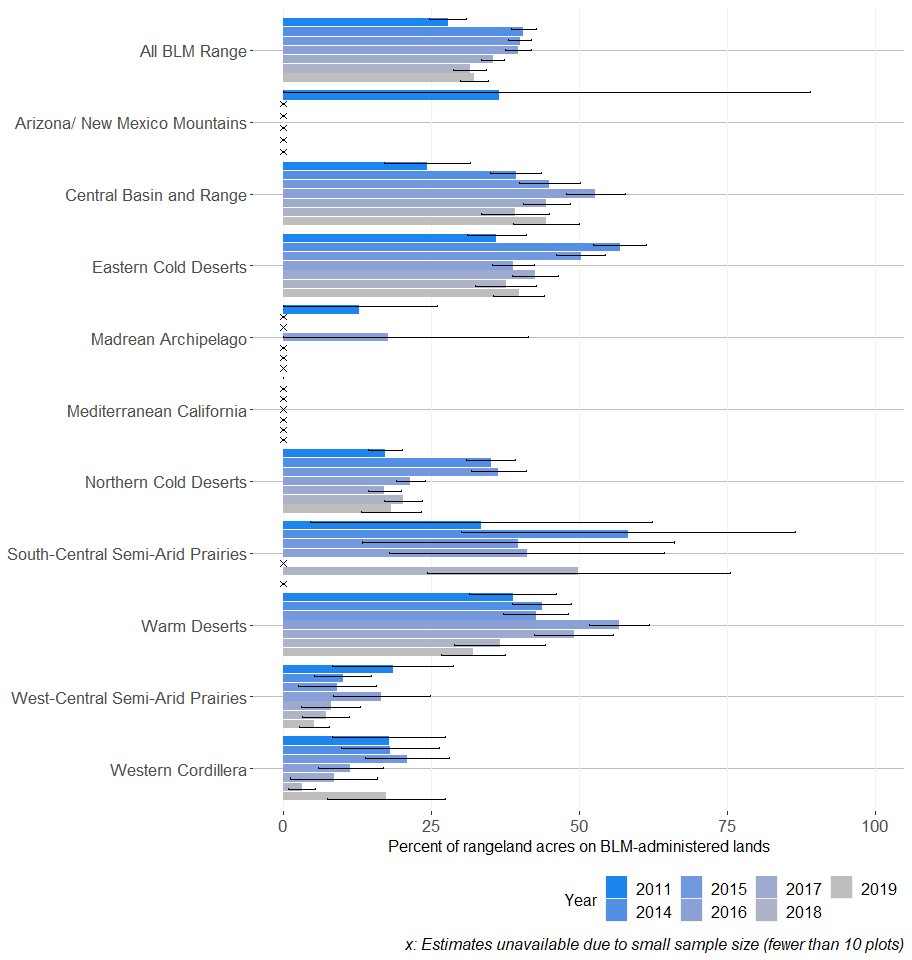 All BLM Range
Arizona/ New Mexico Mountains
Central Basin and Range
Eastern Cold Deserts
Madrean Archipelago
Mediterranean California
Northern Cold Deserts
South-Central Semi-Arid Prairies
Warm Deserts
West-Central Semi-Arid Prairies
Western Cordillera
0 25 50 75 100
Percent of rangeland acres on BLM-administered lands
Year
2011 2015 2017 2019
2014 2016 2018
x: Estimates unavailable due to small sample size (fewer than 10 plots)